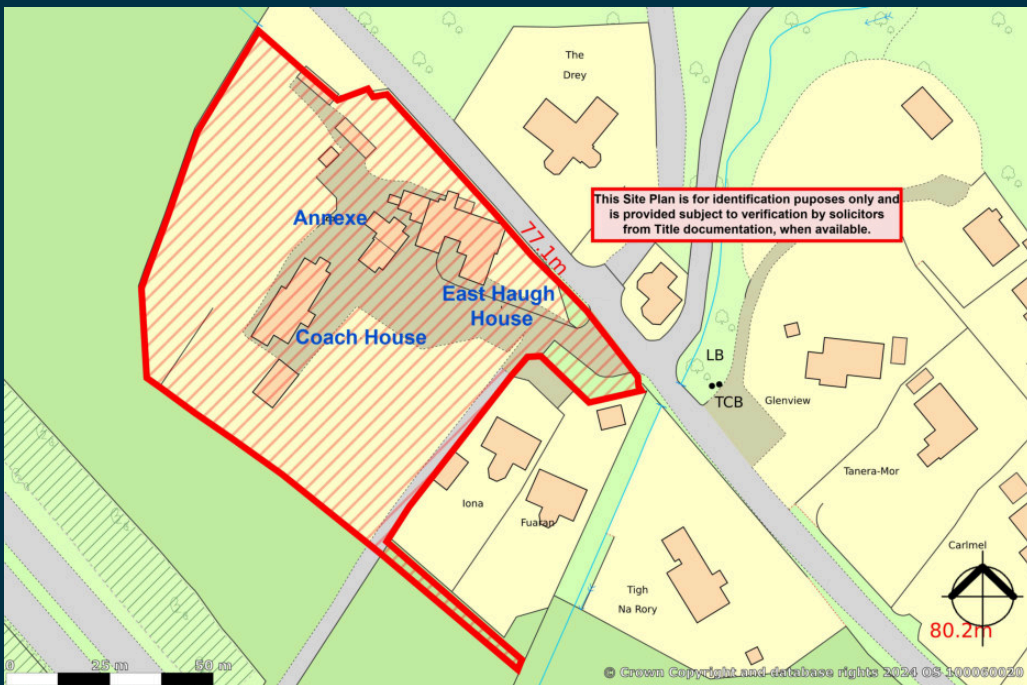 The
Drey
This Site Plan is for identification puposes only and
is provided subject to verification by solicitors
from Title documentation, when available.
Annexe
77.1m
East Haugh
House
Coach House
LB
TCB
Glenview
Tanera-Mor
Iona
Fuaran
Carlmel
Tigh
Na Rory
80.2m
0 25 m 50 m
© Crown Copyright and database rights 2024 OS 100060020